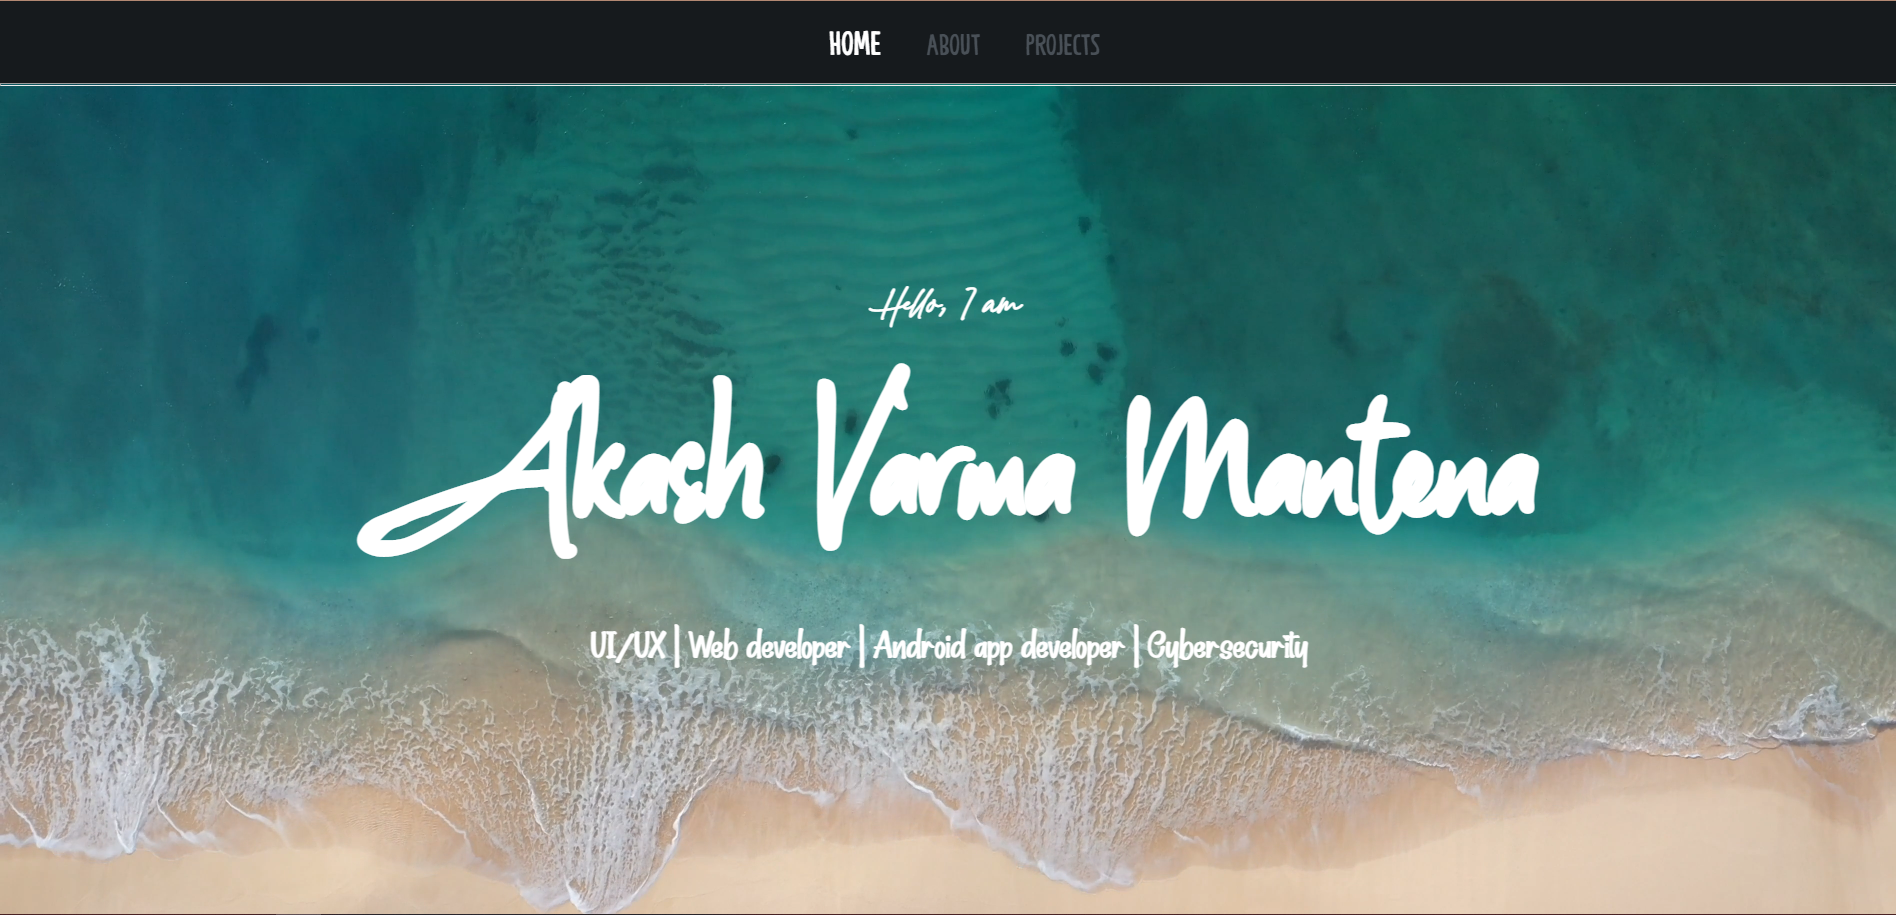 HOME ABOUT PROJECTS
Hello, I am
Akash Varma Mantena
UI/UX | Web developer | Android app developer | Cybersecurity